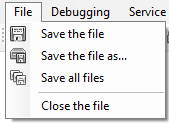 File Debugging Service
Save the file
Save the file as...
Save all files
Close the file